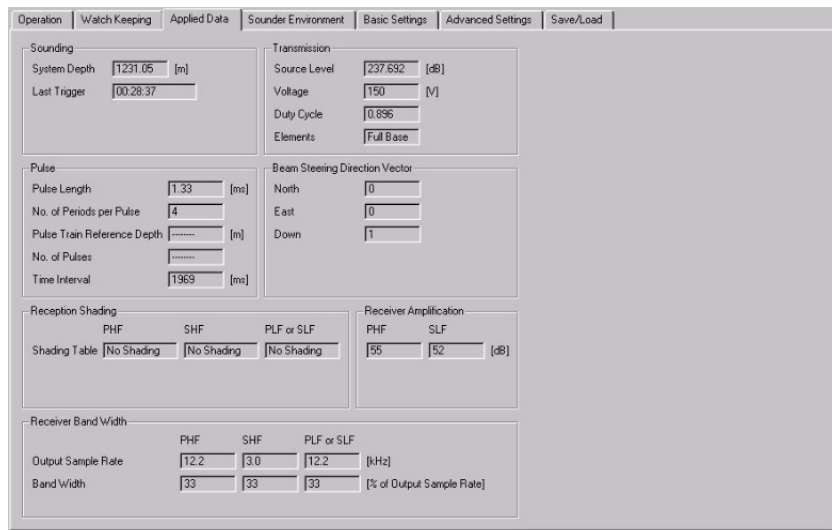 Operation Watch Keeping Applied Data Sounder Environment Basic Settings Advanced Settings Save/Load
Sounding
System Depth 1231.05 [m]
Last Trigger 00:28:37
Transmission
Source Level 237.692 [dB]
Voltage 150 [V]
Duty Cycle 0.896
Elements Full Base
Pulse
Pulse Length 1.33 [ms]
No. of Periods per Pulse 4
Pulse Train Reference Depth -------- [m]
No. of Pulses --------
Time Interval 1969 [ms]
Beam Steering Direction Vector
North 0
East 0
Down 1
Reception Shading
PHF SHF PLF or SLF
Shading Table No Shading No Shading No Shading
Receiver Amplification
PHF SLF
55 52 [dB]
Receiver Band Width
PHF SHF PLF or SLF
Output Sample Rate 12.2 3.0 12.2 [kHz]
Band Width 33 33 33 [% of Output Sample Rate]